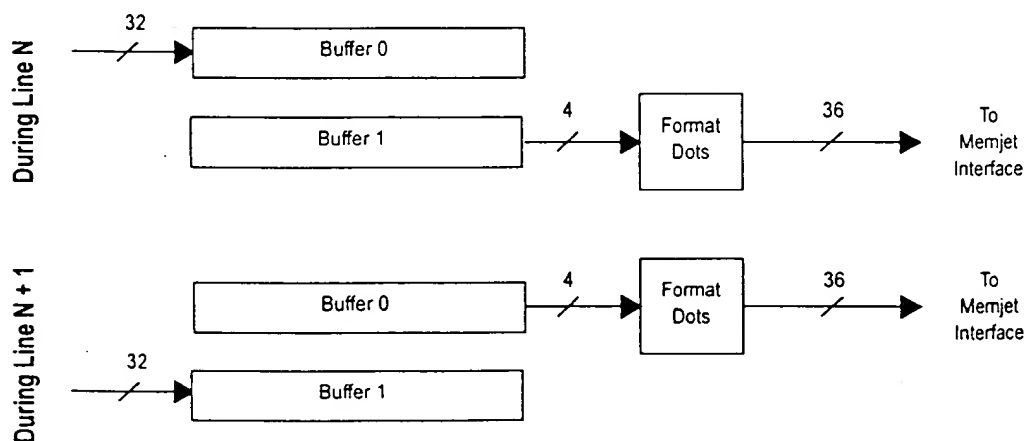 During Line N
32
Buffer 0
Buffer 1
4
Format
Dots
36
To
Memjet
Interface
During Line N + 1
Buffer 0
4
Format
Dots
36
To
Memjet
Interface
32
Buffer 1